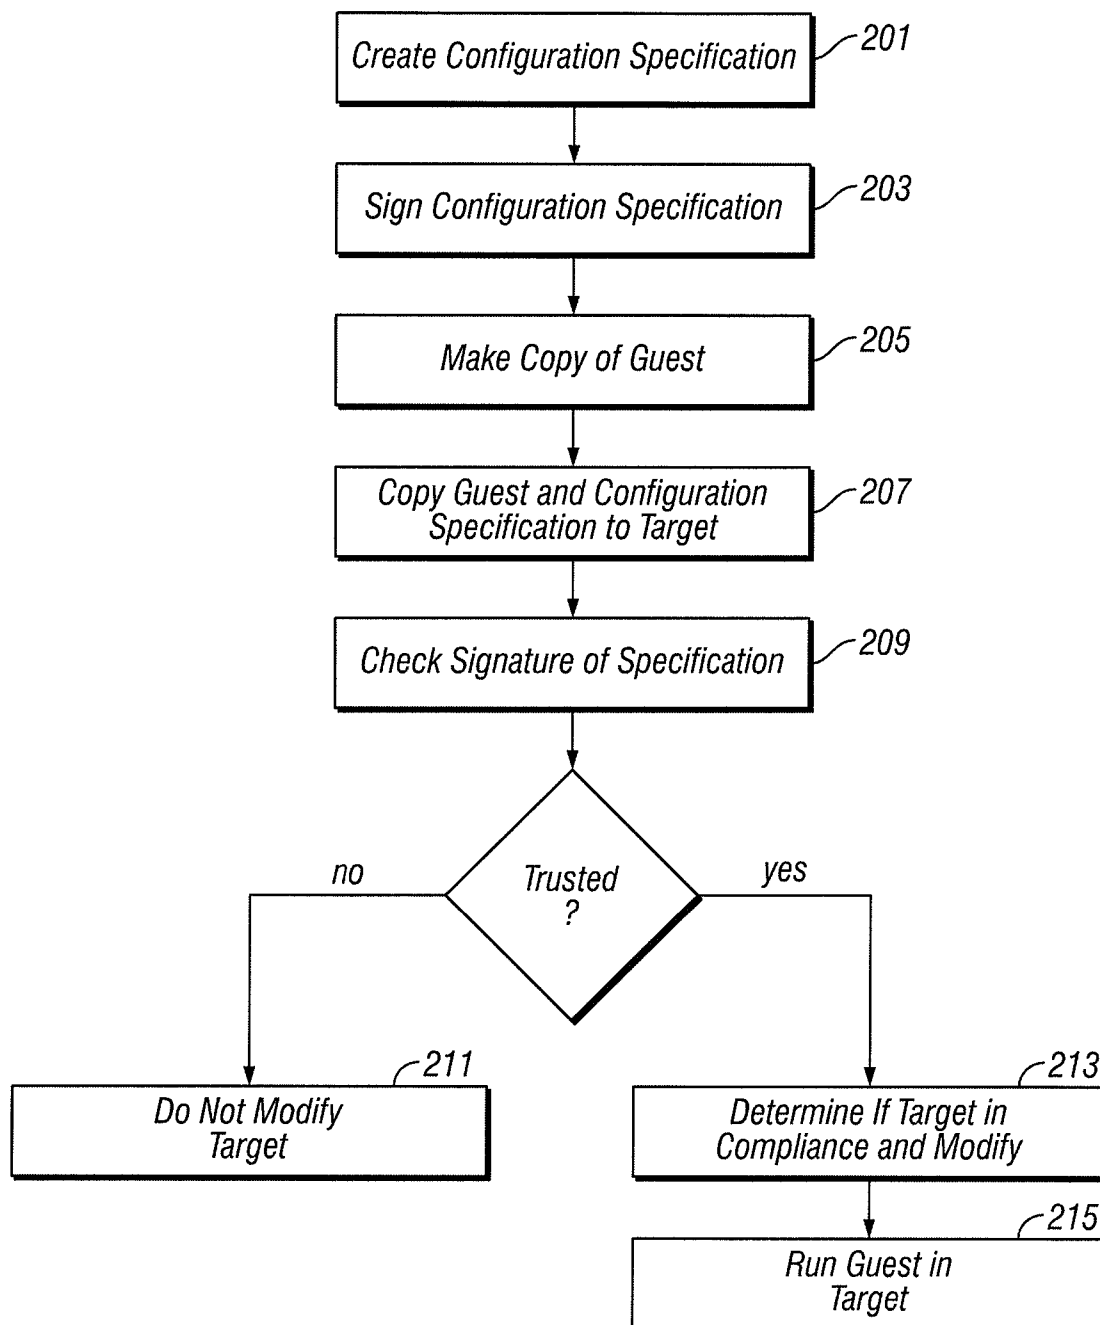 Create Configuration Specification
201
Sign Configuration Specification
203
Make Copy of Guest
205
Copy Guest and Configuration
Specification to Target
207
Check Signature of Specification
209
no
Trusted
?
yes
211
Do Not Modify
Target
213
Determine If Target in
Compliance and Modify
215
Run Guest in
Target